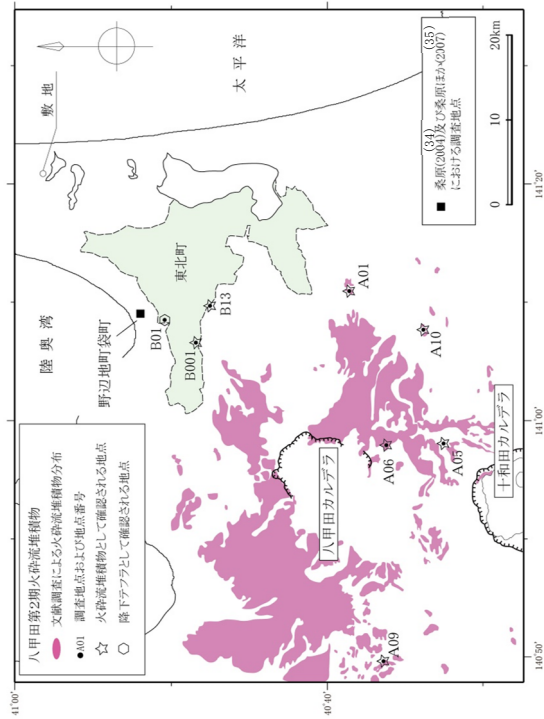 八甲田第2期火砕流堆積物
文献調査による火砕流堆積物分布
A01 調査地点および地点番号
火砕流堆積物として確認される地点
降下テフラとして確認される地点
陸奥湾
敷地
太平洋
野辺地町袋町
東北町
B01
B001
B13
八甲田カルデラ
十和田カルデラ
A01
A10
A06
A05
A09
(34) (35)
桑原(2004)及び桑原ほか(2007)
における調査地点
0 10 20km
41°00′
40°40′
140°50′
141°00′
141°20′